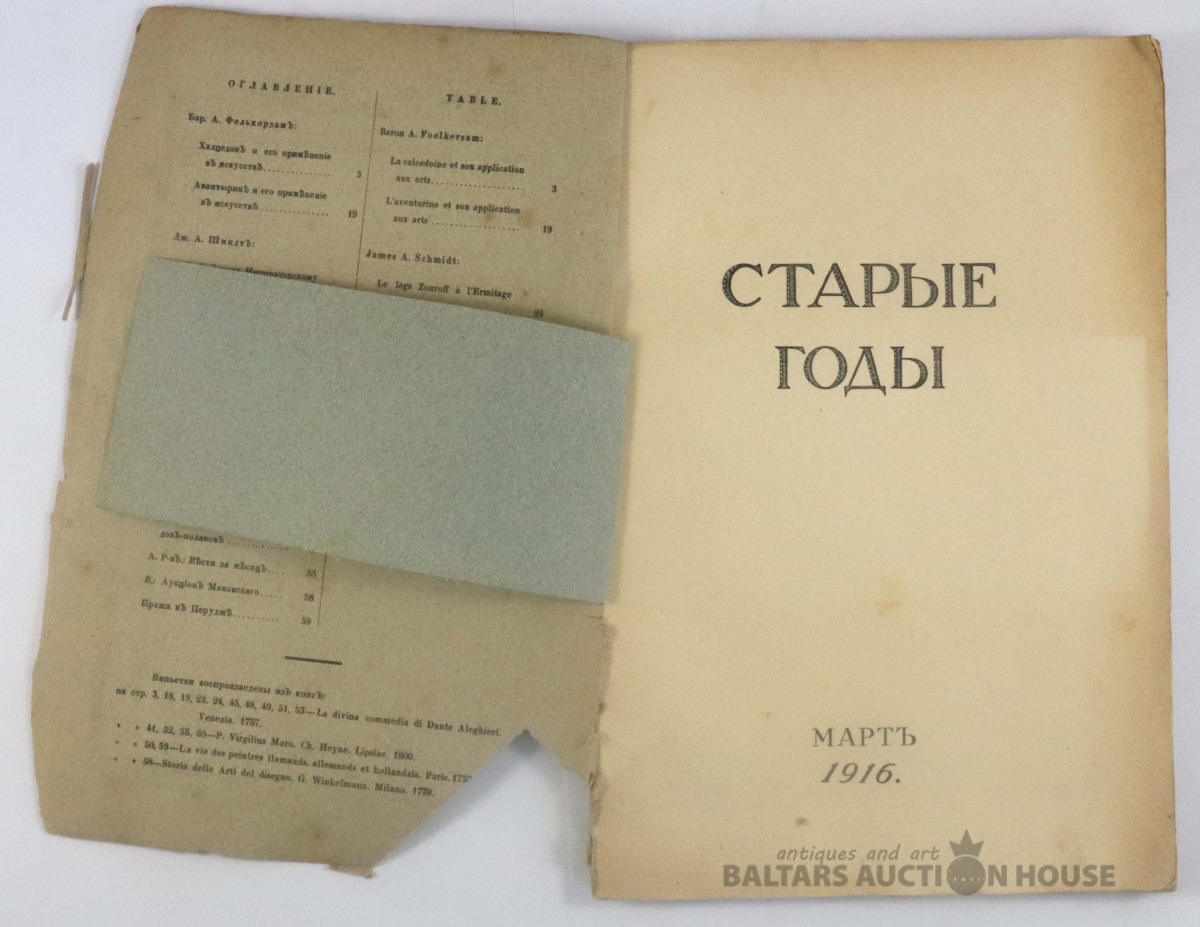 ОГЛАВЛЕНІЕ.
Бар. А. Фелькерзамъ:
Халцедонъ и его примѣненіе
въ искусствѣ............... 3
Авантюринъ и его примѣненіе
въ искусствѣ............... 19
Дж. А. Шмидтъ:
Императорскому
довъ-поляковъ ............
А. Р-въ.: Вѣсти за мѣсяцъ.... 55
В.: Аукціонъ Маковскаго..... 58
Кража въ Перуджѣ.......... 59
TABLE.
Baron A. Foelkersam:
La calcédoine et son application
aux arts.................... 3
L'aventurine et son application
aux arts .................. 19
James A. Schmidt:
Le legs Zouroff à l'Ermitage
24
Виньетки воспроизведены изъ книгъ:
на стр. 3, 18, 19, 23, 24, 45, 48, 49, 51, 53—La divina commedia di Dante Aleghieri.
Venezia. 1757.
„ „ 41, 52, 55, 60—P. Virgilius Maro. Ch. Heyne. Lipsiae. 1800.
„ „ 50, 59—La vie des peintres flamands, allemands et hollandais. Paris. 175
„ „ 58—Storia delle Arti del disegno. G. Winkelmann. Milano. 1779.
СТАРЫЕ
ГОДЫ
МАРТЪ
1916.
antiques and art
BALTARS AUCTION HOUSE